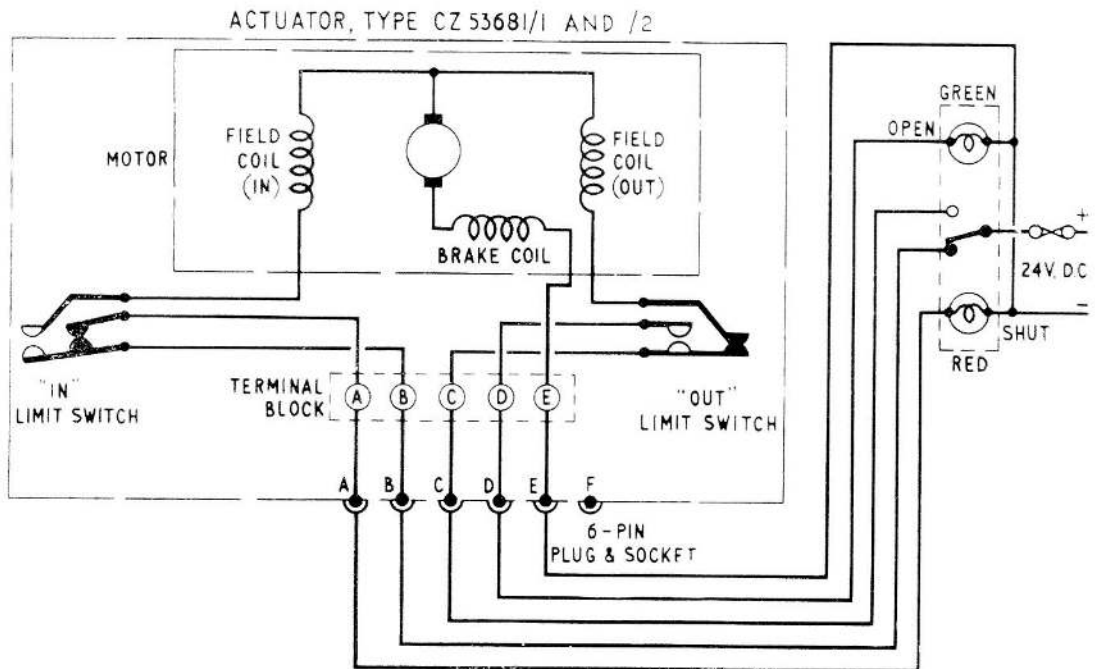 ACTUATOR, TYPE CZ 53681/1 AND /2
MOTOR
FIELD
COIL
(IN)
FIELD
COIL
(OUT)
BRAKE COIL
"IN"
LIMIT SWITCH
TERMINAL
BLOCK
A
B
C
D
E
"OUT"
LIMIT SWITCH
A
B
C
D
E
F
6-PIN
PLUG & SOCKET
GREEN
OPEN
+
24V. D.C
-
SHUT
RED